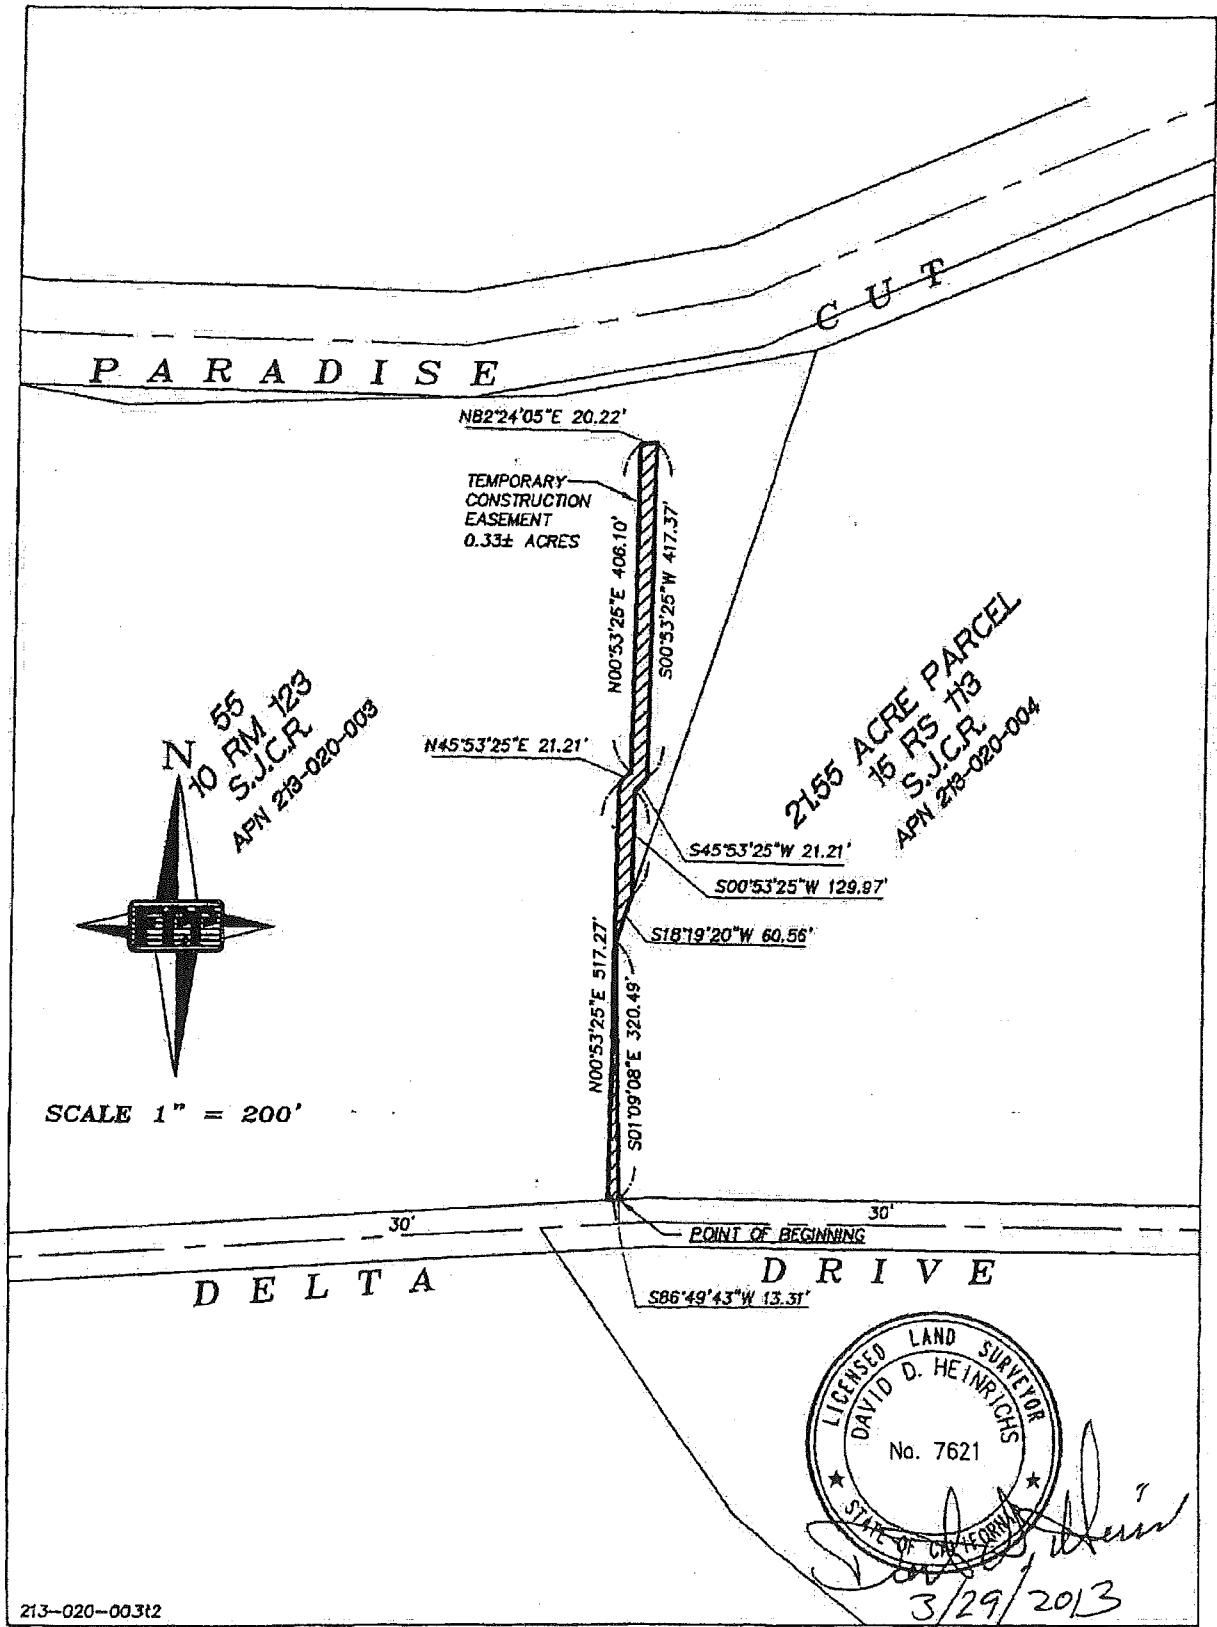 P A R A D I S E
C U T
N82°24'05"E 20.22'
TEMPORARY
CONSTRUCTION
EASEMENT
0.33± ACRES
N00°53'25"E 406.10'
S00°53'25"W 417.37'
55
10 RM 123
S.J.C.R.
APN 213-020-003
N
N45°53'25"E 21.21'
21.55 ACRE PARCEL
15 RS 113
S.J.C.R.
APN 213-020-004
S45°53'25"W 21.21'
S00°53'25"W 129.97'
S18°19'20"W 60.56'
N00°53'25"E 517.27'
S01°09'08"E 320.49'
SCALE 1" = 200'
30'
30'
POINT OF BEGINNING
D E L T A
D R I V E
S86°49'43"W 13.31'
LICENSED LAND SURVEYOR
DAVID D. HEINRICHS
No. 7621
STATE OF CALIFORNIA
3/29/2013
213-020-003t2